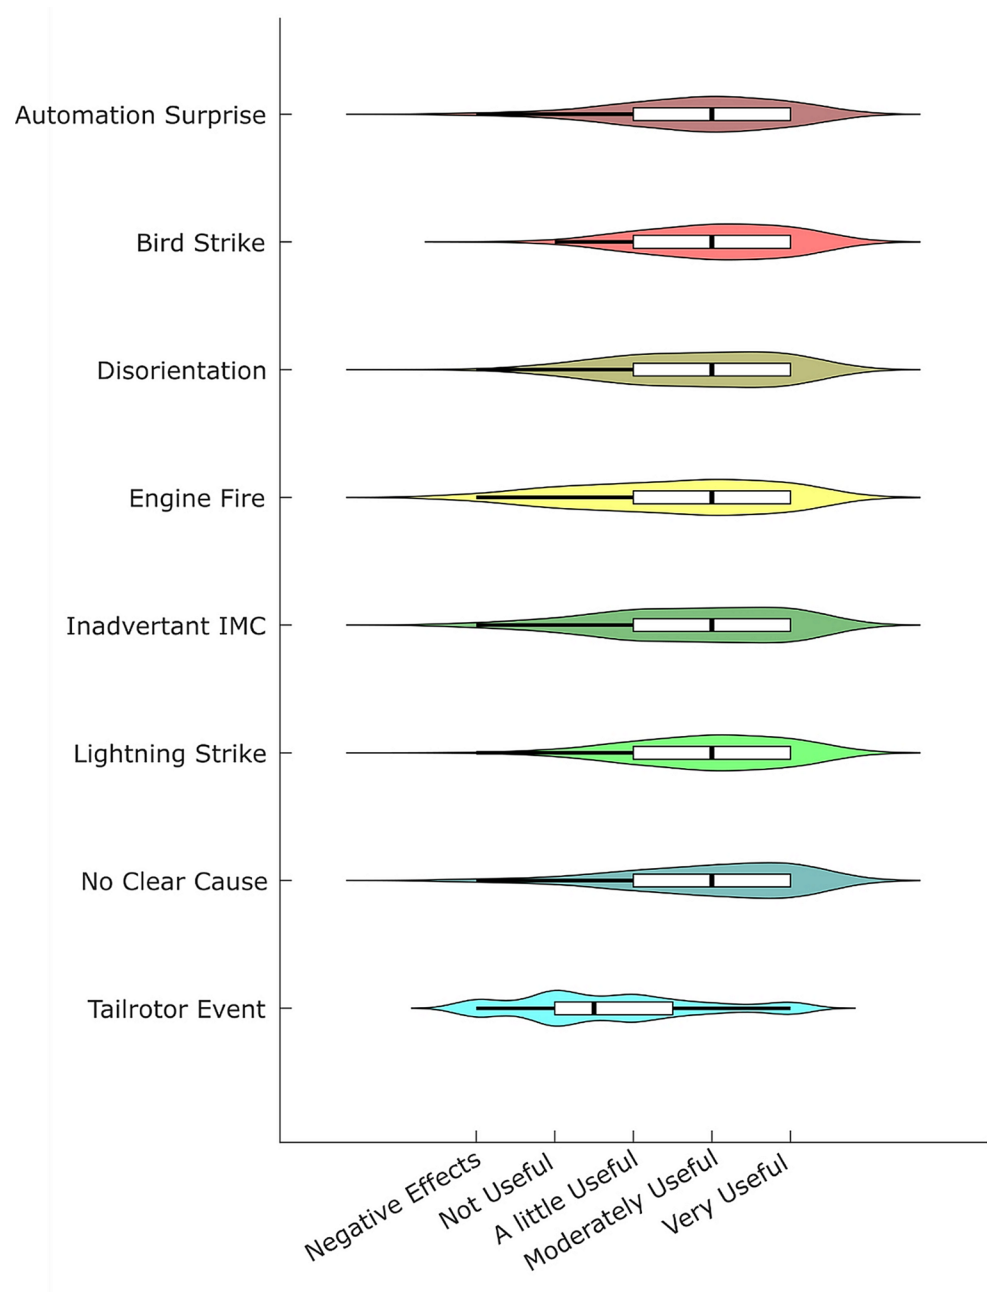 Automation Surprise
Bird Strike
Disorientation
Engine Fire
Inadvertant IMC
Lightning Strike
No Clear Cause
Tailrotor Event
Negative Effects
Not Useful
A little Useful
Moderately Useful
Very Useful